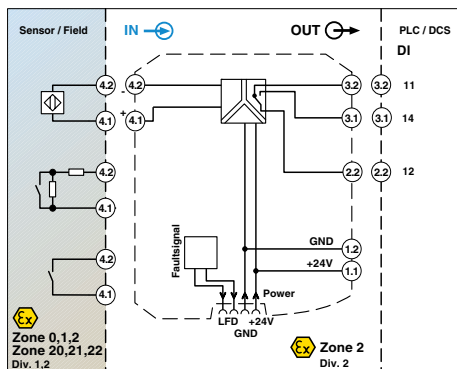 Sensor / Field
IN
OUT
PLC / DCS
DI
4.2
4.2
3.2
3.2
11
-
+
4.1
4.1
3.1
3.1
14
4.2
2.2
2.2
12
4.1
Faultsignal
GND
1.2
4.2
+24V
1.1
4.1
Power
LFD
+24V
GND
Ex
Zone 0,1,2
Zone 20,21,22
Div. 1,2
Ex
Zone 2
Div. 2